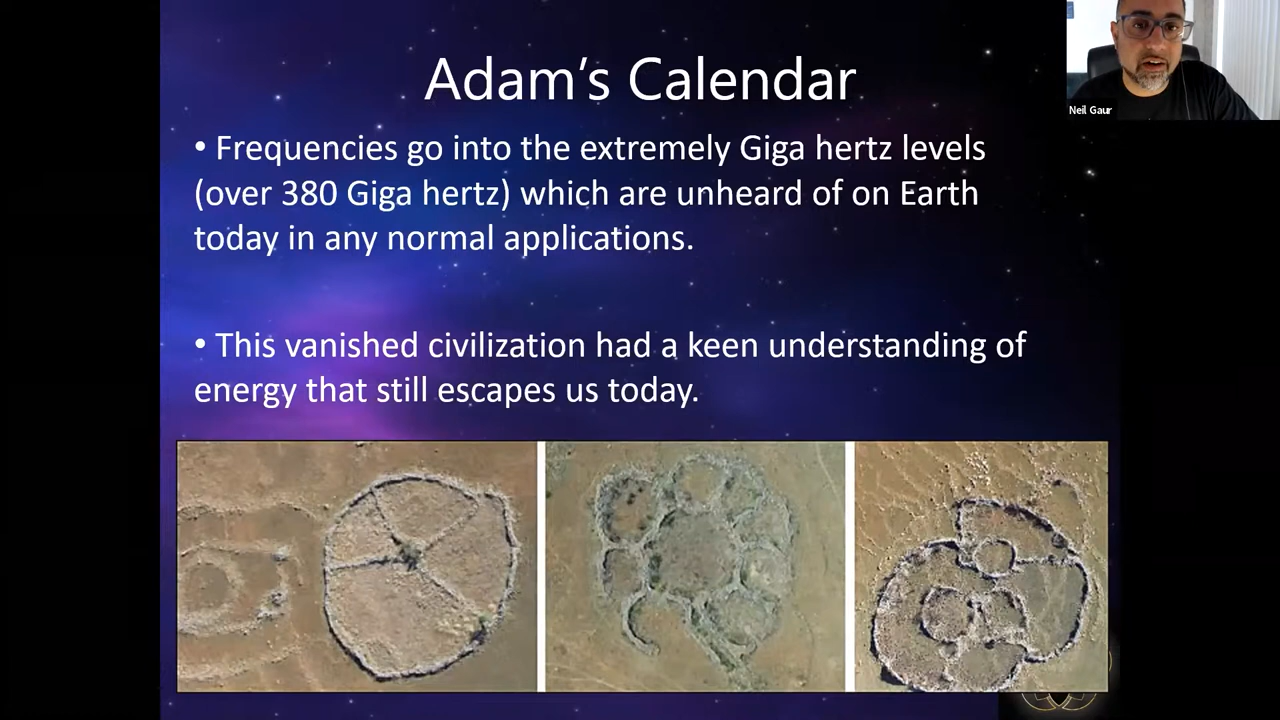 Adam's Calendar
Neil Gaur
• Frequencies go into the extremely Giga hertz levels
(over 380 Giga hertz) which are unheard of on Earth
today in any normal applications.
• This vanished civilization had a keen understanding of
energy that still escapes us today.